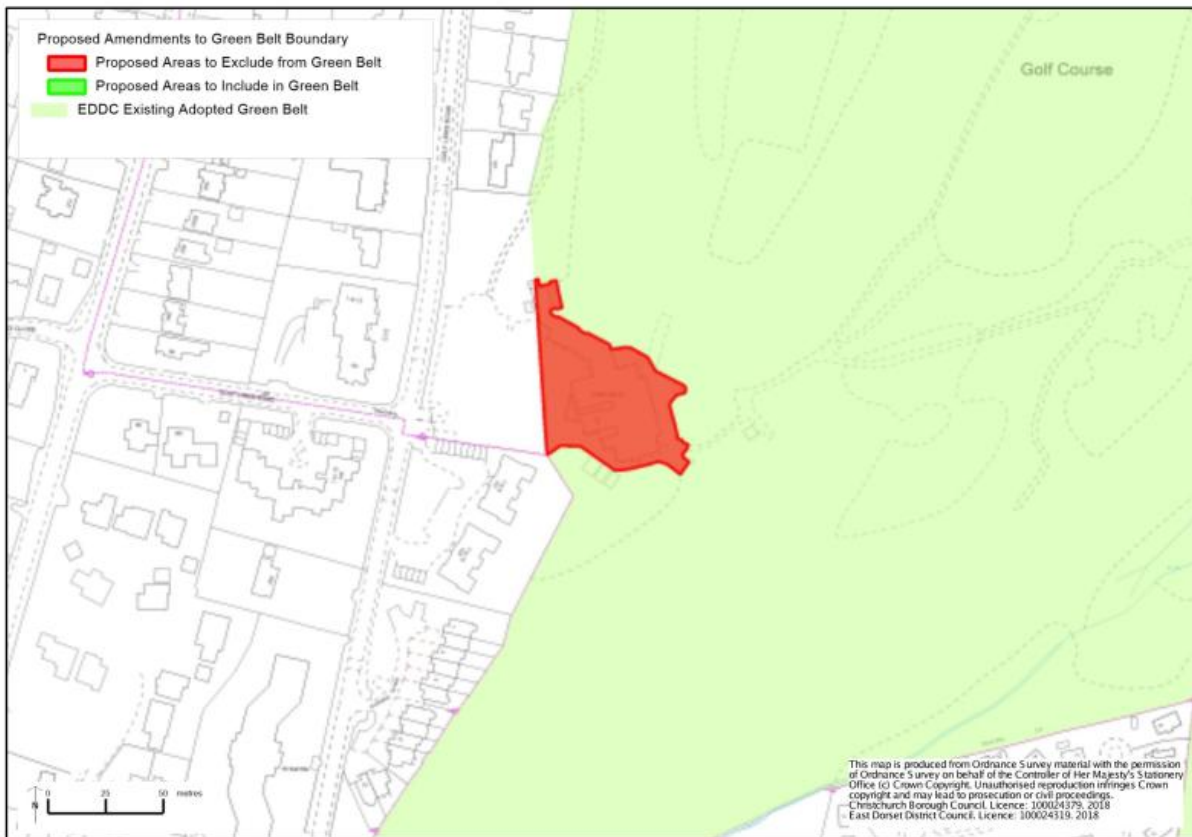 Proposed Amendments to Green Belt Boundary
Proposed Areas to Exclude from Green Belt
Proposed Areas to Include in Green Belt
EDDC Existing Adopted Green Belt
Golf Course
N
0 25 50 metres
This map is produced from Ordnance Survey material with the permission
of Ordnance Survey on behalf of the Controller of Her Majesty's Stationery
Office (c) Crown Copyright. Unauthorised reproduction infringes Crown
copyright and may lead to prosecution or civil proceedings.
Christchurch Borough Council. Licence: 100024379. 2018
East Dorset District Council. Licence: 100024319. 2018